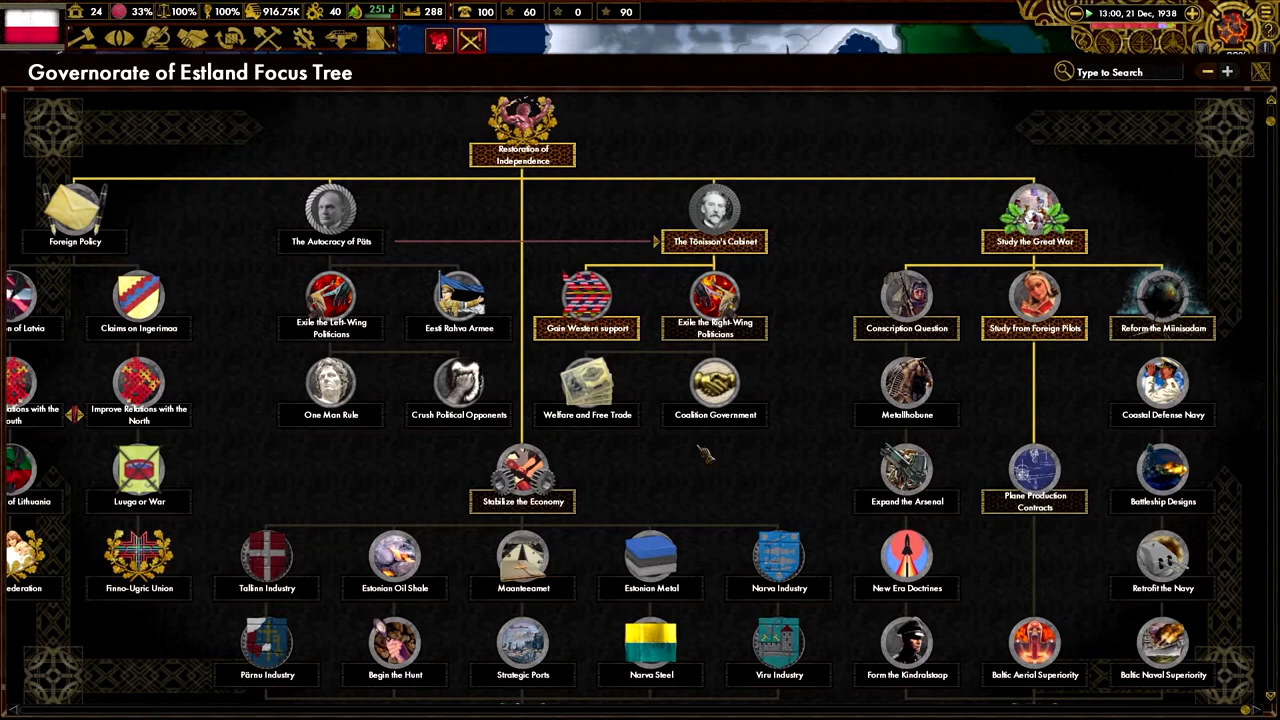 24 33% 100% 100% 916.75K 40 251 d 288 100 60 0 90 13:00, 21 Dec, 1938
Governorate of Estland Focus Tree
Type to Search
Restoration of
Independence
Foreign Policy
The Autocracy of Päts
The Tõnisson's Cabinet
Study the Great War
n of Latvia
Claims on Ingerimaa
Exile the Left-Wing
Politicians
Eesti Rahva Armee
Gain Western support
Exile the Right-Wing
Politicians
Conscription Question
Study from Foreign Pilots
Reform the Miinisadam
ations with the
outh
Improve Relations with the
North
One Man Rule
Crush Political Opponents
Welfare and Free Trade
Coalition Government
Metallhobune
Coastal Defense Navy
of Lithuania
Luuga or War
Stabilize the Economy
Expand the Arsenal
Plane Production
Contracts
Battleship Designs
ederation
Finno-Ugric Union
Tallinn Industry
Estonian Oil Shale
Maanteeamet
Estonian Metal
Narva Industry
New Era Doctrines
Retrofit the Navy
Pärnu Industry
Begin the Hunt
Strategic Ports
Narva Steel
Viru Industry
Form the Kindralstaap
Baltic Aerial Superiority
Baltic Naval Superiority